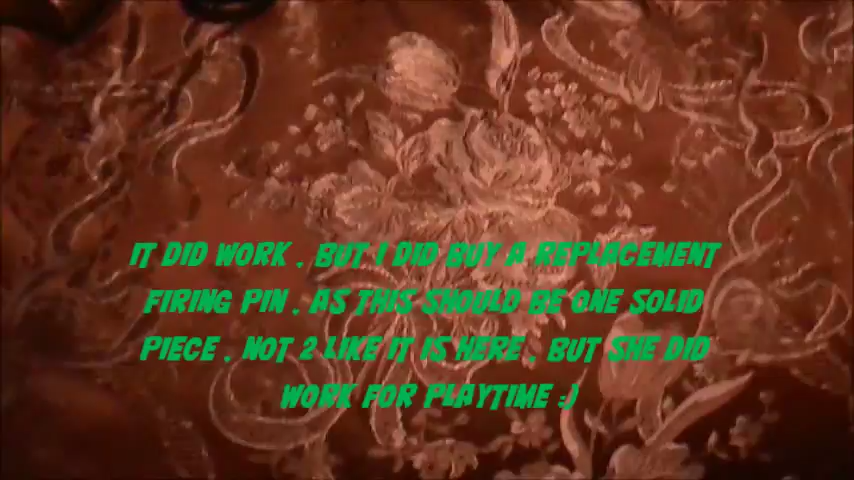 IT DID WORK , BUT I DID BUY A REPLACEMENT
FIRING PIN , AS THIS SHOULD BE ONE SOLID
PIECE , NOT 2 LIKE IT IS HERE , BUT SHE DID
WORK FOR PLAYTIME :)